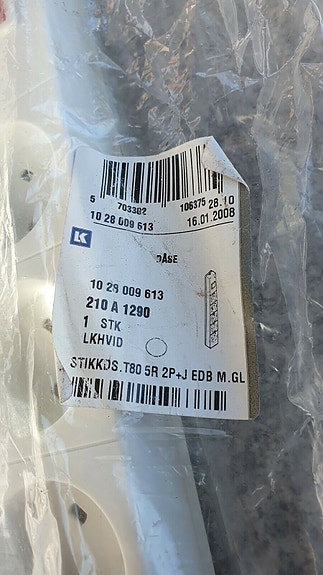 5 703302 106375 28.10
10 28 009 613 16.01.2008
LK
DÅSE
10 28 009 613
210 A 1290
1 STK
LKHVID
STIKKDS.T80 5R 2P+J EDB M.GL